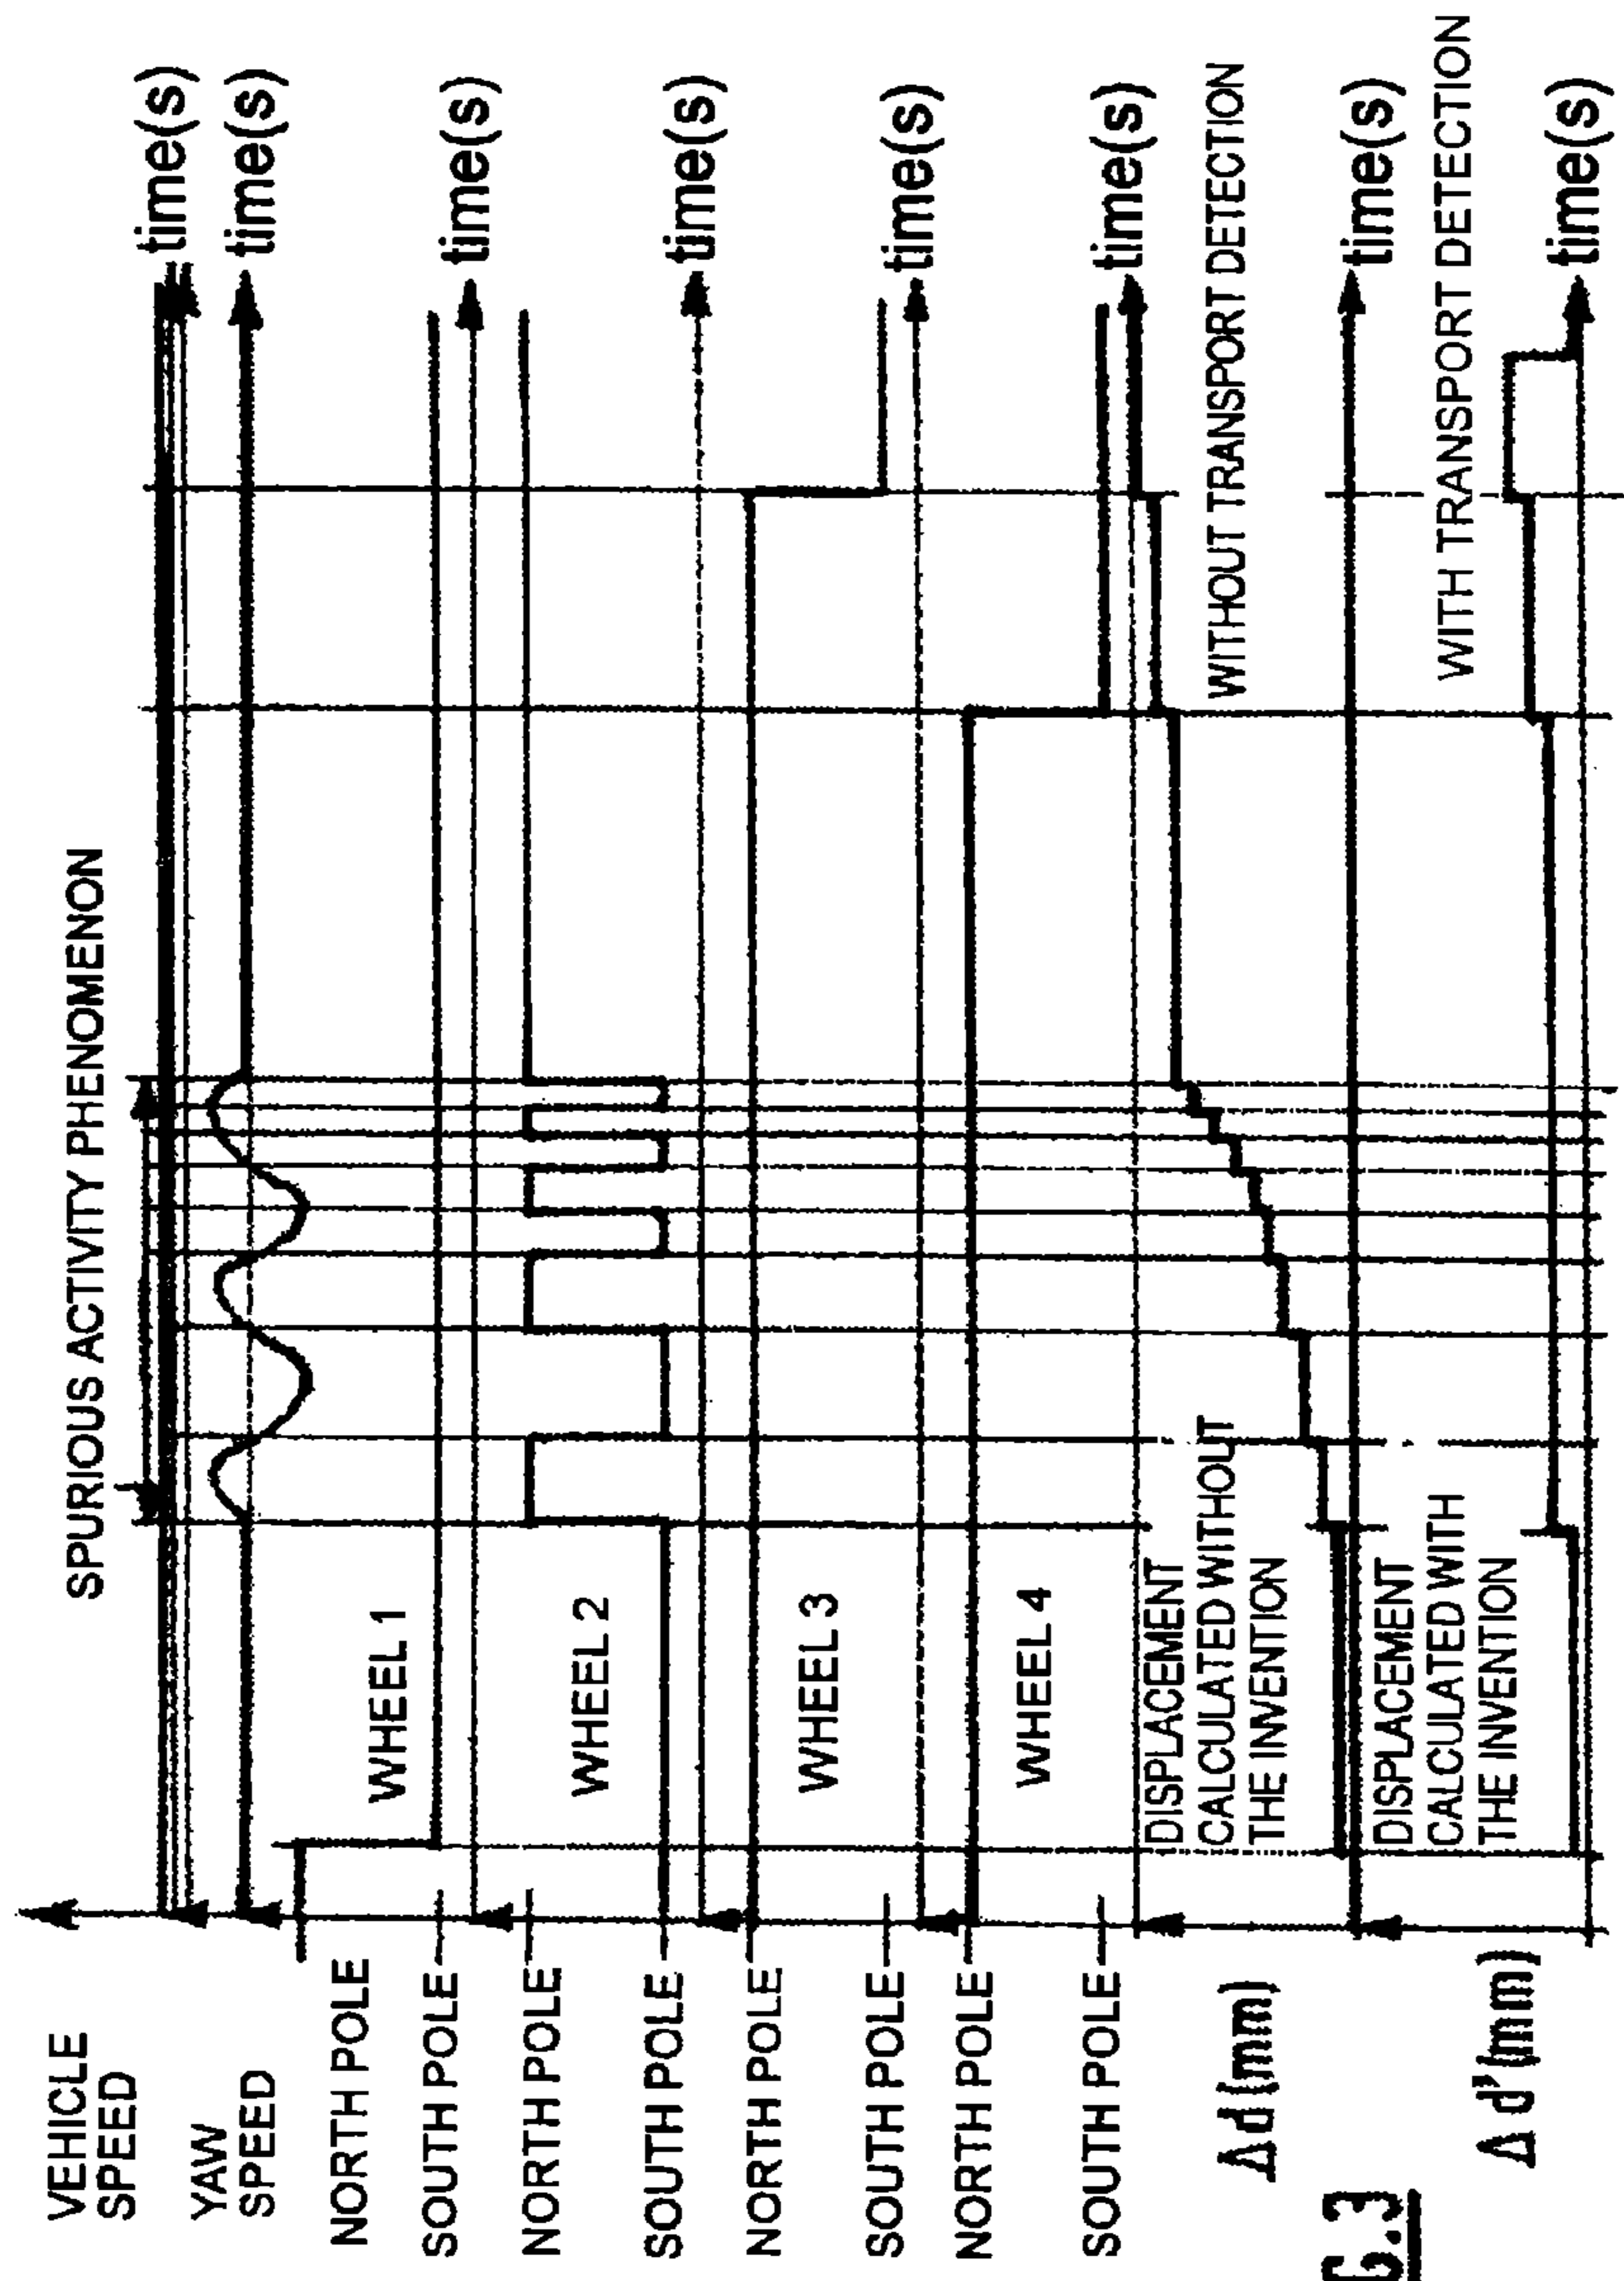 SPURIOUS ACTIVITY PHENOMENON
VEHICLE
SPEED
time(s)
YAW
SPEED
time(s)
NORTH POLE
WHEEL 1
SOUTH POLE
time(s)
NORTH POLE
WHEEL 2
SOUTH POLE
time(s)
NORTH POLE
WHEEL 3
SOUTH POLE
time(s)
NORTH POLE
WHEEL 4
SOUTH POLE
time(s)
DISPLACEMENT
CALCULATED WITHOUT
THE INVENTION
WITHOUT TRANSPORT DETECTION
Δd(mm)
time(s)
DISPLACEMENT
CALCULATED WITH
THE INVENTION
WITH TRANSPORT DETECTION
Δd'(mm)
time(s)
G.3